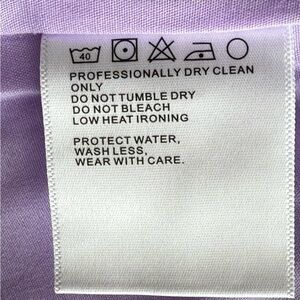 40
PROFESSIONALLY DRY CLEAN
ONLY
DO NOT TUMBLE DRY
DO NOT BLEACH
LOW HEAT IRONING
PROTECT WATER,
WASH LESS,
WEAR WITH CARE.